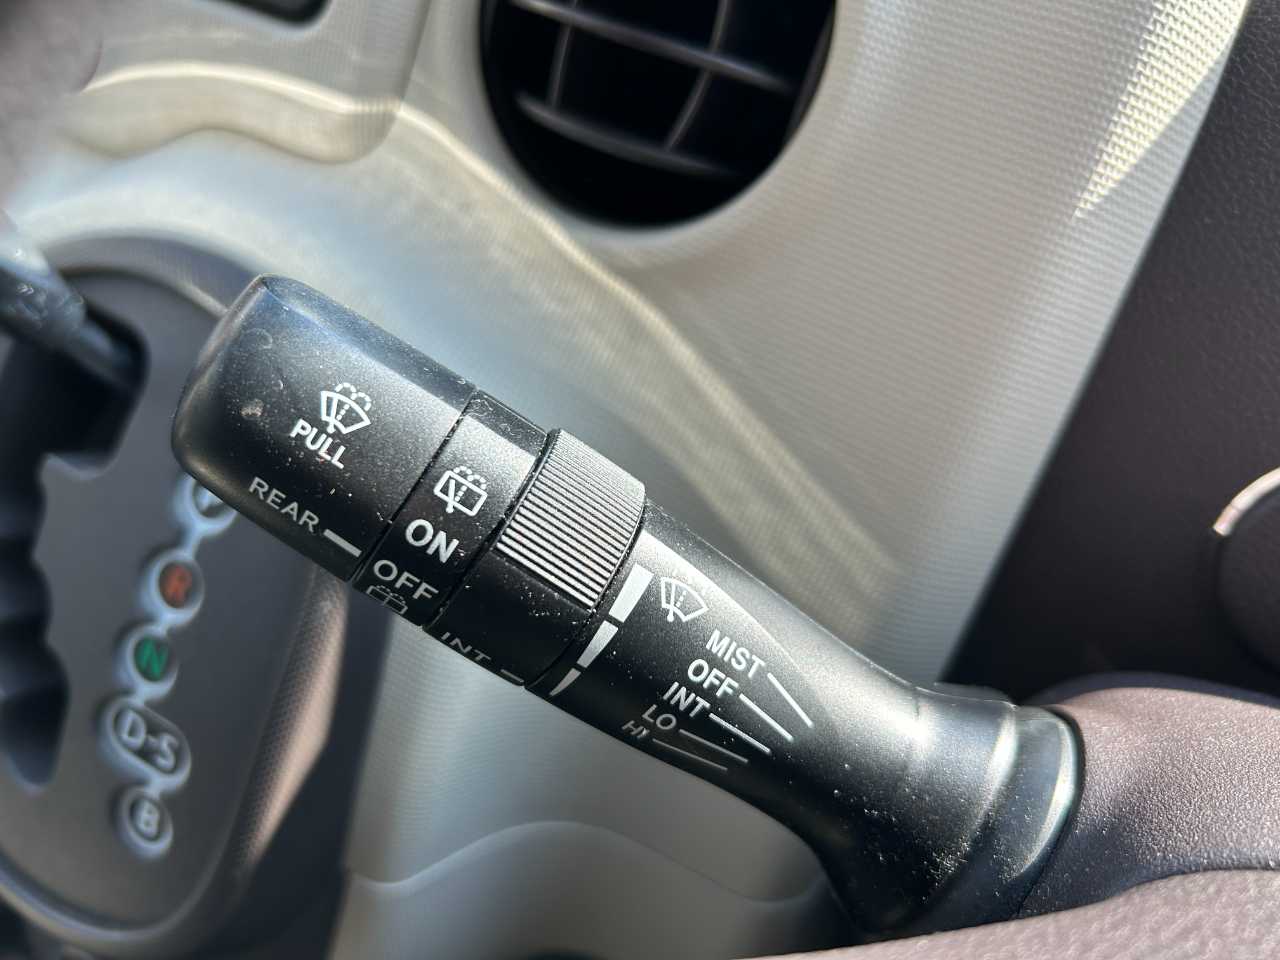 PULL
REAR
ON
OFF
INT
MIST
OFF
INT
LO
HI
R
N
D-S
B